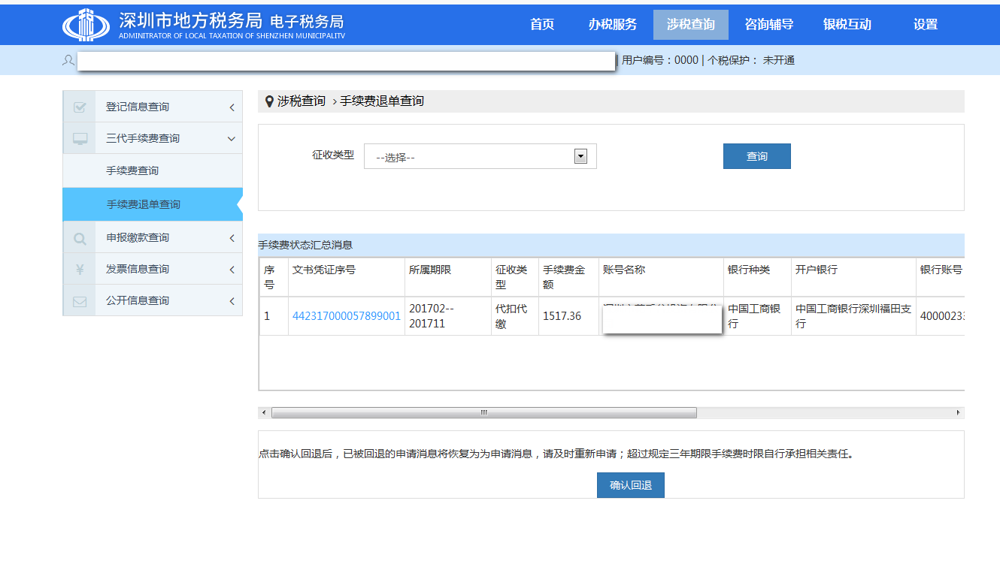 深圳市地方税务局 电子税务局
ADMINITRATOR OF LOCAL TAXATION OF SHENZHEN MUNICIPALITV
首页 办税服务 涉税查询 咨询辅导 银税互动 设置
| 用户编号：0000 | 个税保护： 未开通
登记信息查询
三代手续费查询
手续费查询
手续费退单查询
申报缴款查询
发票信息查询
公开信息查询
涉税查询 › 手续费退单查询
征收类型 --选择-- 查询
手续费状态汇总消息
序号 文书凭证序号 所属期限 征收类型 手续费金额 账号名称 银行种类 开户银行 银行账号
1 442317000057899001 201702--201711 代扣代缴 1517.36 中国工商银行 中国工商银行深圳福田支行
点击确认回退后，已被回退的申请消息将恢复为为申请消息，请及时重新申请；超过规定三年期限手续费时限自行承担相关责任。
确认回退